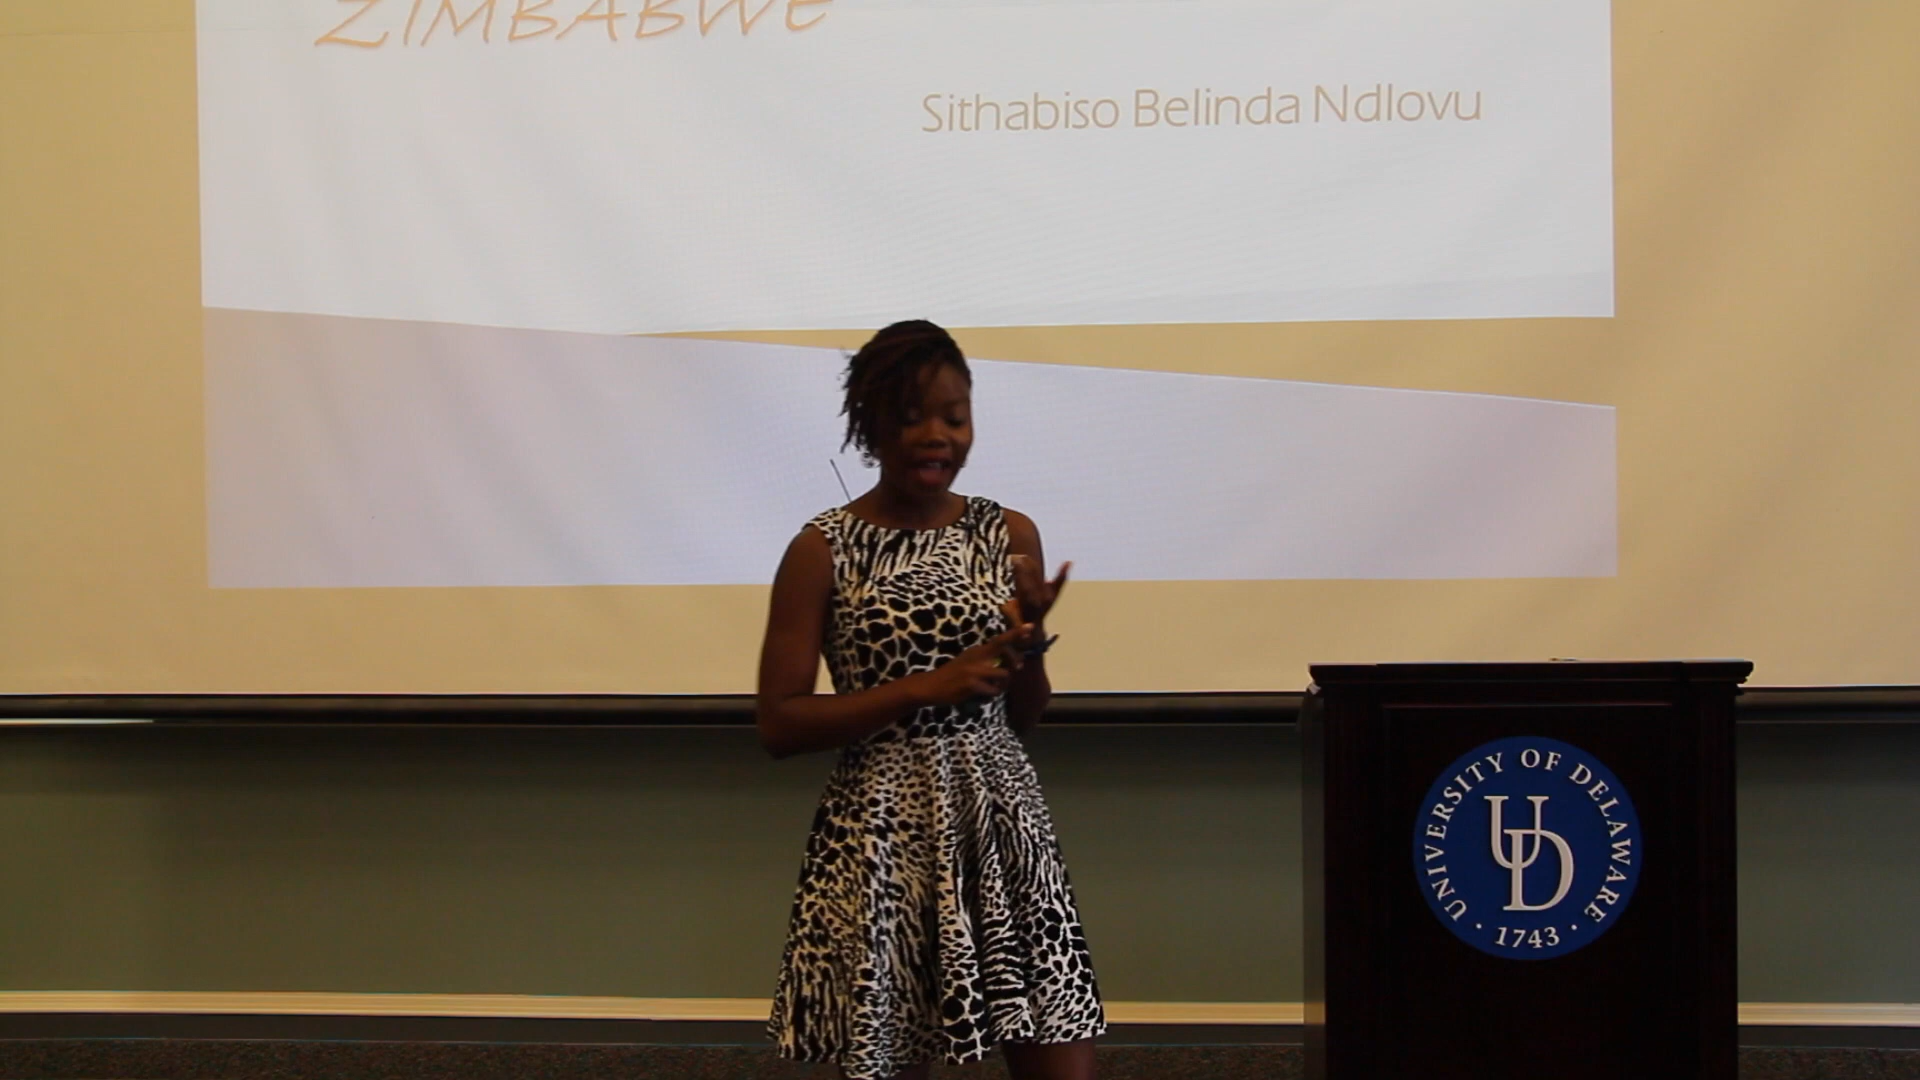 ZIMBABWE
Sithabiso Belinda Ndlovu
UNIVERSITY OF DELAWARE
UD
· 1743 ·